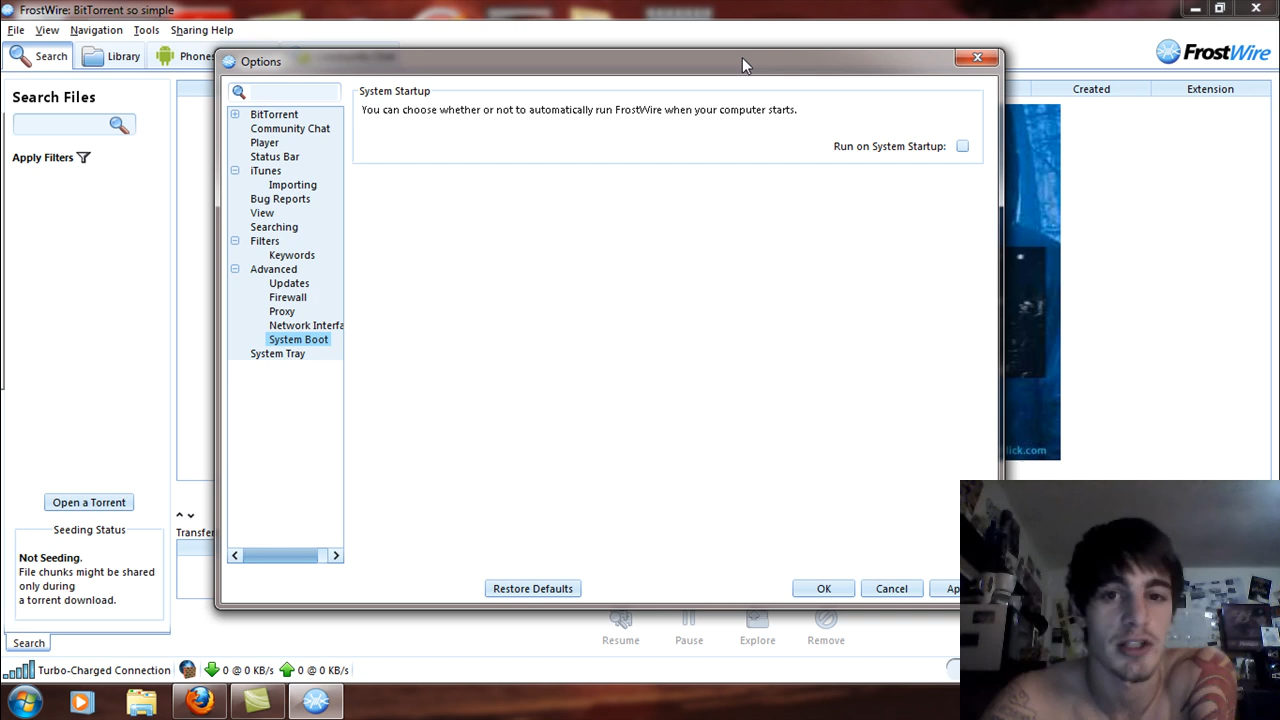 FrostWire: BitTorrent so simple
File View Navigation Tools Sharing Help
Search Library Phones
FrostWire
Options
Search Files
Apply Filters
Created Extension
BitTorrent
Community Chat
Player
Status Bar
iTunes
Importing
Bug Reports
View
Searching
Filters
Keywords
Advanced
Updates
Firewall
Proxy
Network Interfa
System Boot
System Tray
System Startup
You can choose whether or not to automatically run FrostWire when your computer starts.
Run on System Startup:
lick.com
Open a Torrent
Seeding Status
Not Seeding.
File chunks might be shared
only during
a torrent download.
Transfer
Restore Defaults OK Cancel Ap
Resume Pause Explore Remove
Search
Turbo-Charged Connection 0 @ 0 KB/s 0 @ 0 KB/s